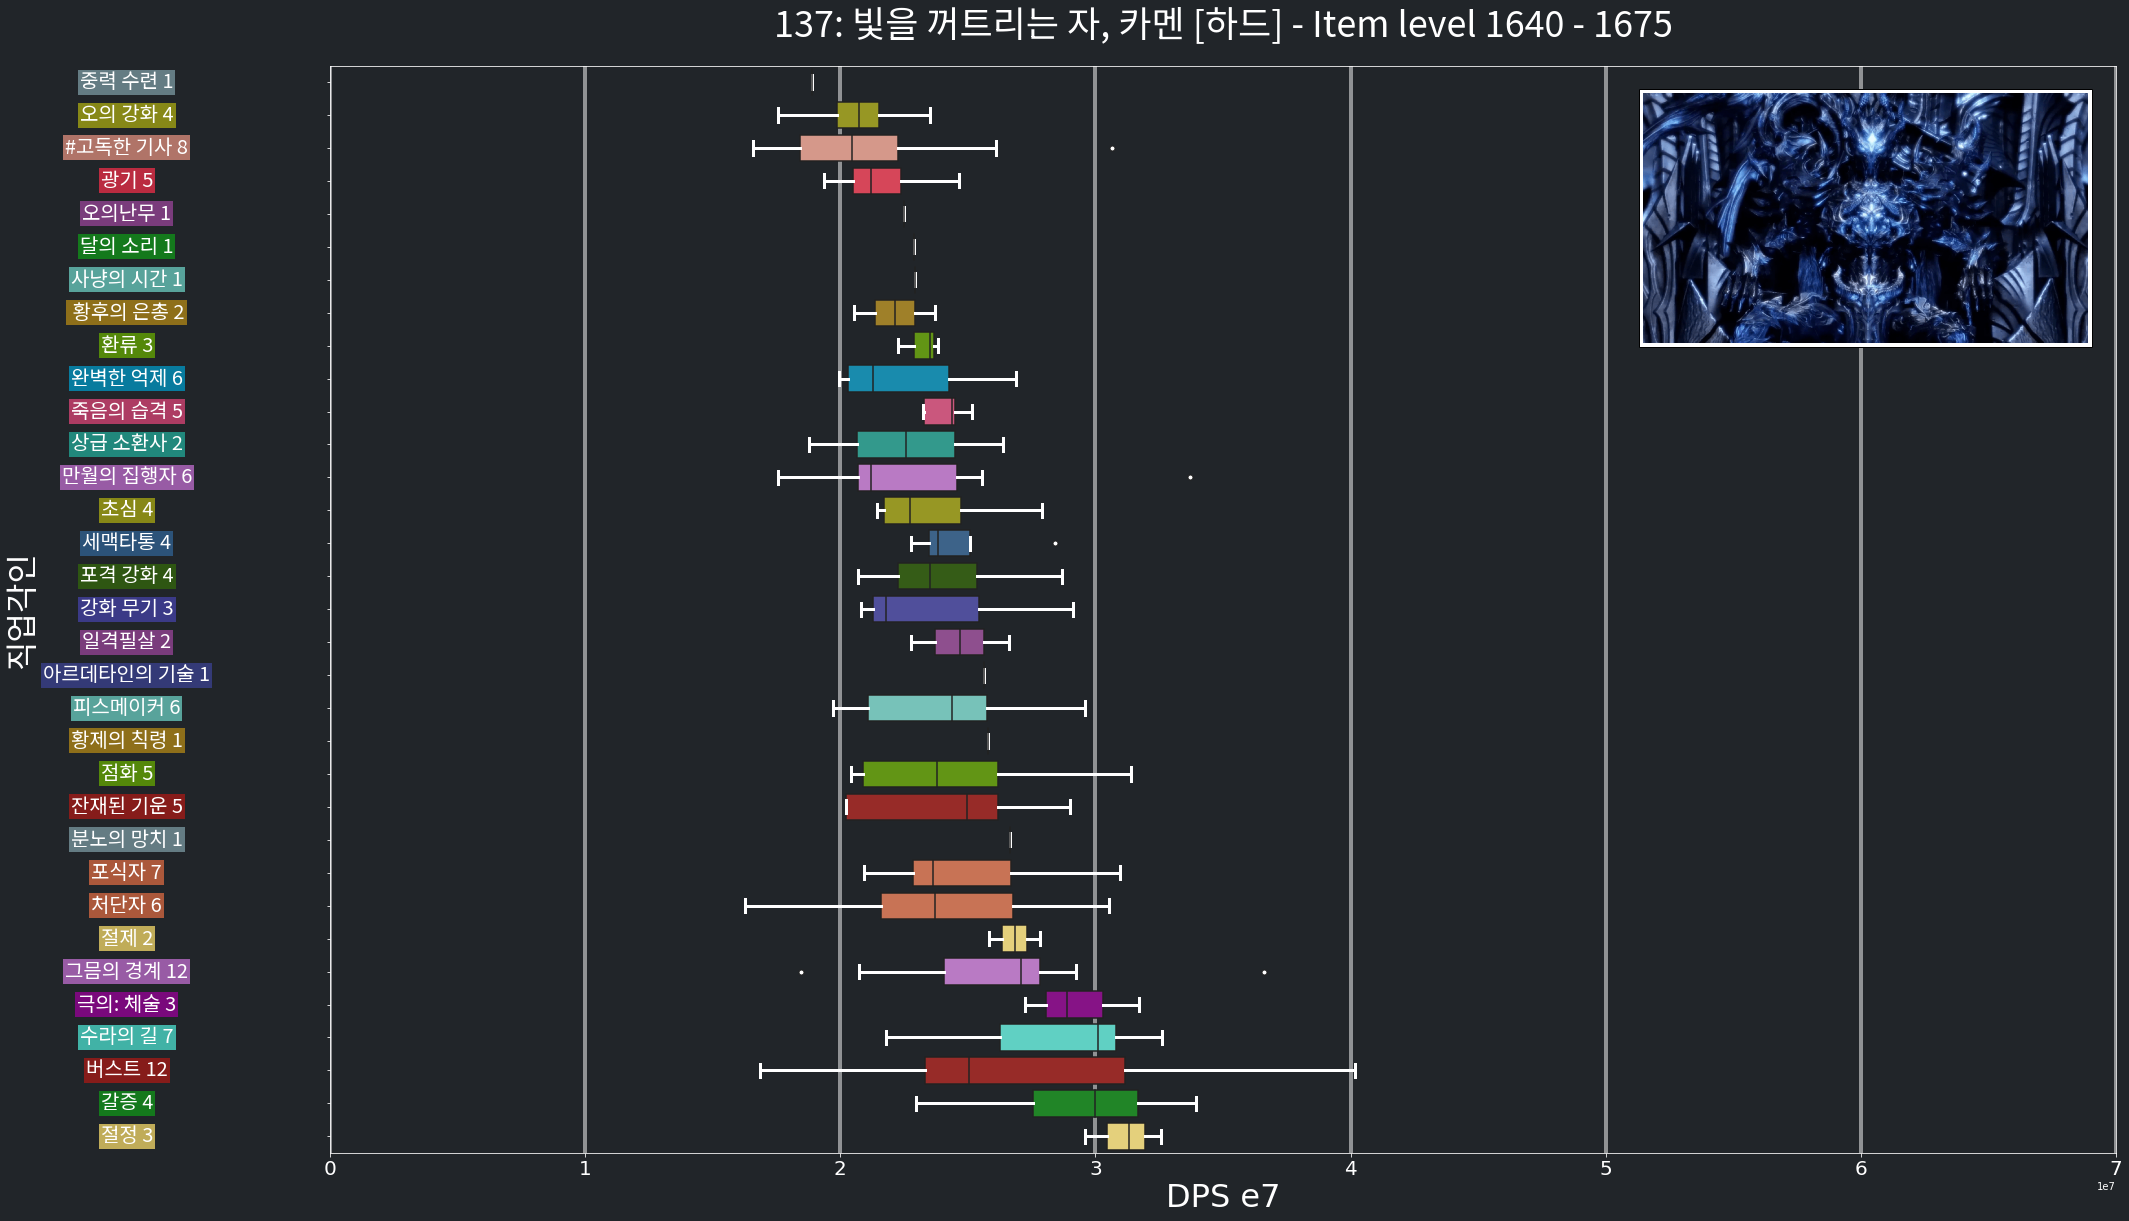 137: 빛을 꺼트리는 자, 카멘 [하드] - Item level 1640 - 1675
직업각인
중력 수련 1
오의 강화 4
#고독한 기사 8
광기 5
오의난무 1
달의 소리 1
사냥의 시간 1
황후의 은총 2
환류 3
완벽한 억제 6
죽음의 습격 5
상급 소환사 2
만월의 집행자 6
초심 4
세맥타통 4
포격 강화 4
강화 무기 3
일격필살 2
아르데타인의 기술 1
피스메이커 6
황제의 칙령 1
점화 5
잔재된 기운 5
분노의 망치 1
포식자 7
처단자 6
절제 2
그믐의 경계 12
극의: 체술 3
수라의 길 7
버스트 12
갈증 4
절정 3
0 1 2 3 4 5 6 7
1e7
DPS e7